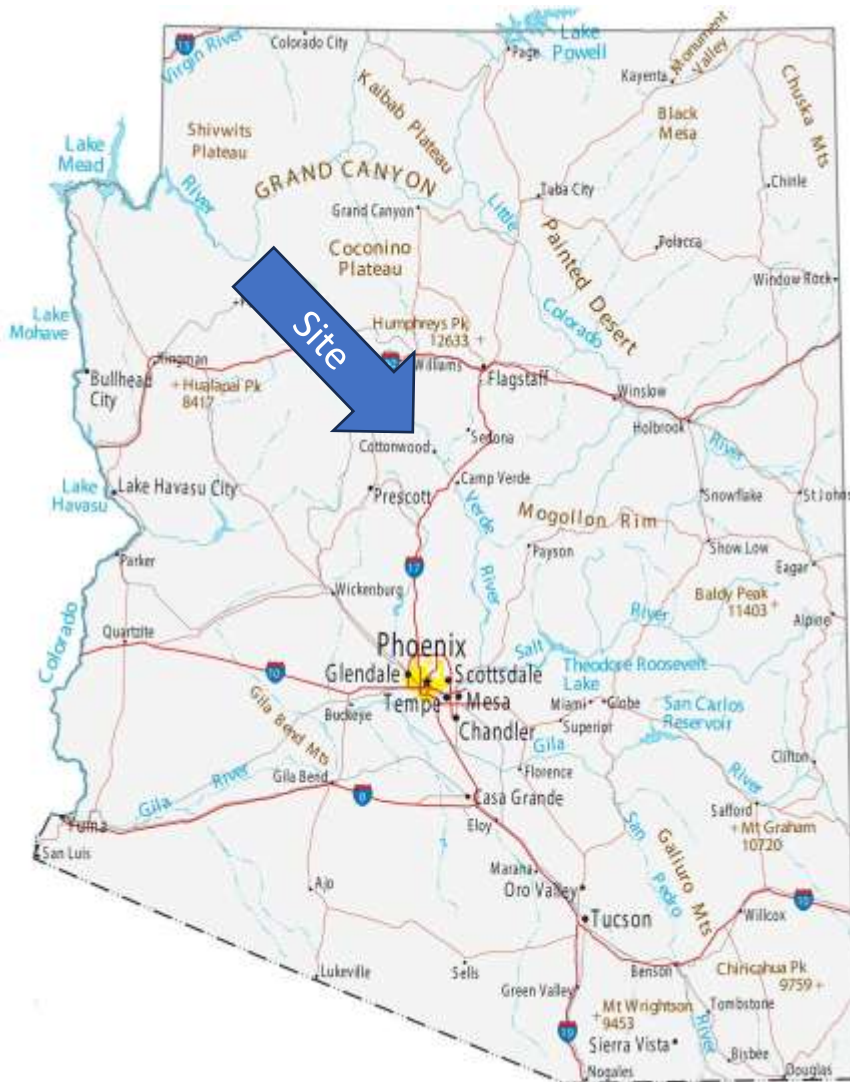 15
Virgin River
Colorado City
Page
Lake
Powell
Kayenta
Monument
Valley
Chuska Mts
Kaibab Plateau
Black
Mesa
Shivwits
Plateau
Lake
Mead
River
GRAND CANYON
Grand Canyon
Little
Colorado
Taba City
Chinle
Coconino
Plateau
Painted Desert
Polacca
Window Rock
Lake
Mohave
Site
Humphreys Pk
12633
Kingman
Bullhead
City
Hualapai Pk
8417
Williams
Flagstaff
Winslow
Holbrook
River
Cottonwood
Sedona
Camp Verde
Prescott
Lake
Havasu
Lake Havasu City
Verde
River
Mogollon Rim
Snowflake
St Johns
Payson
Show Low
Eagar
Parker
17
Wickenburg
Baldy Peak
11403
River
Alpine
Colorado
Quartzite
10
Phoenix
Glendale
Scottsdale
Tempe
Mesa
Chandler
Buckeye
Salt
Theodore Roosevelt
Lake
Miami
Globe
Superior
San Carlos
Reservoir
Gila Bend Mts
Gila
River
Gila Bend
8
Gila
Florence
River
Clifton
Casa Grande
Eloy
Safford
Mt Graham
10720
Yuma
San Luis
San
Pedro
River
Galiuro Mts
Marana
Oro Valley
10
Ajo
Tucson
Willcox
Lukeville
Sells
Benson
Chiricahua Pk
9759
Green Valley
Mt Wrightson
9453
Tombstone
19
Sierra Vista
Bisbee
Nogales
Douglas